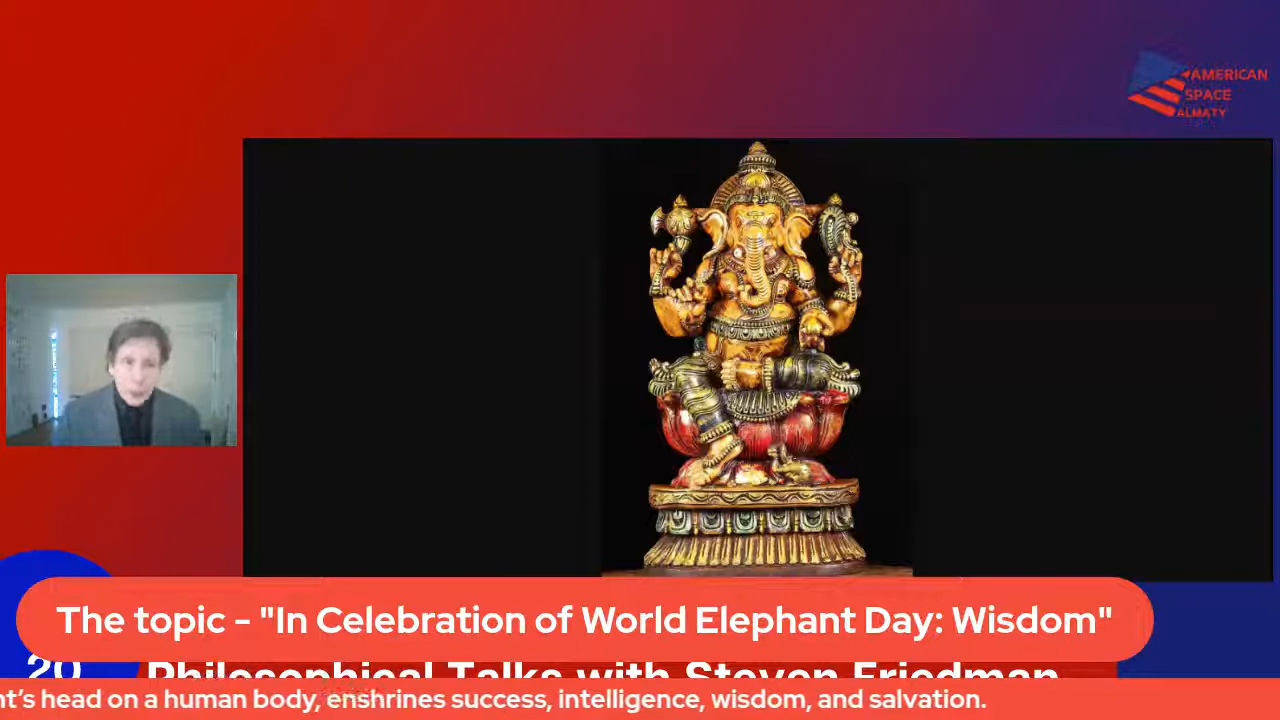 AMERICAN
SPACE
ALMATY
The topic - "In Celebration of World Elephant Day: Wisdom"
20
Philosophical Talks with Steven Friedman
nt's head on a human body, enshrines success, intelligence, wisdom, and salvation.